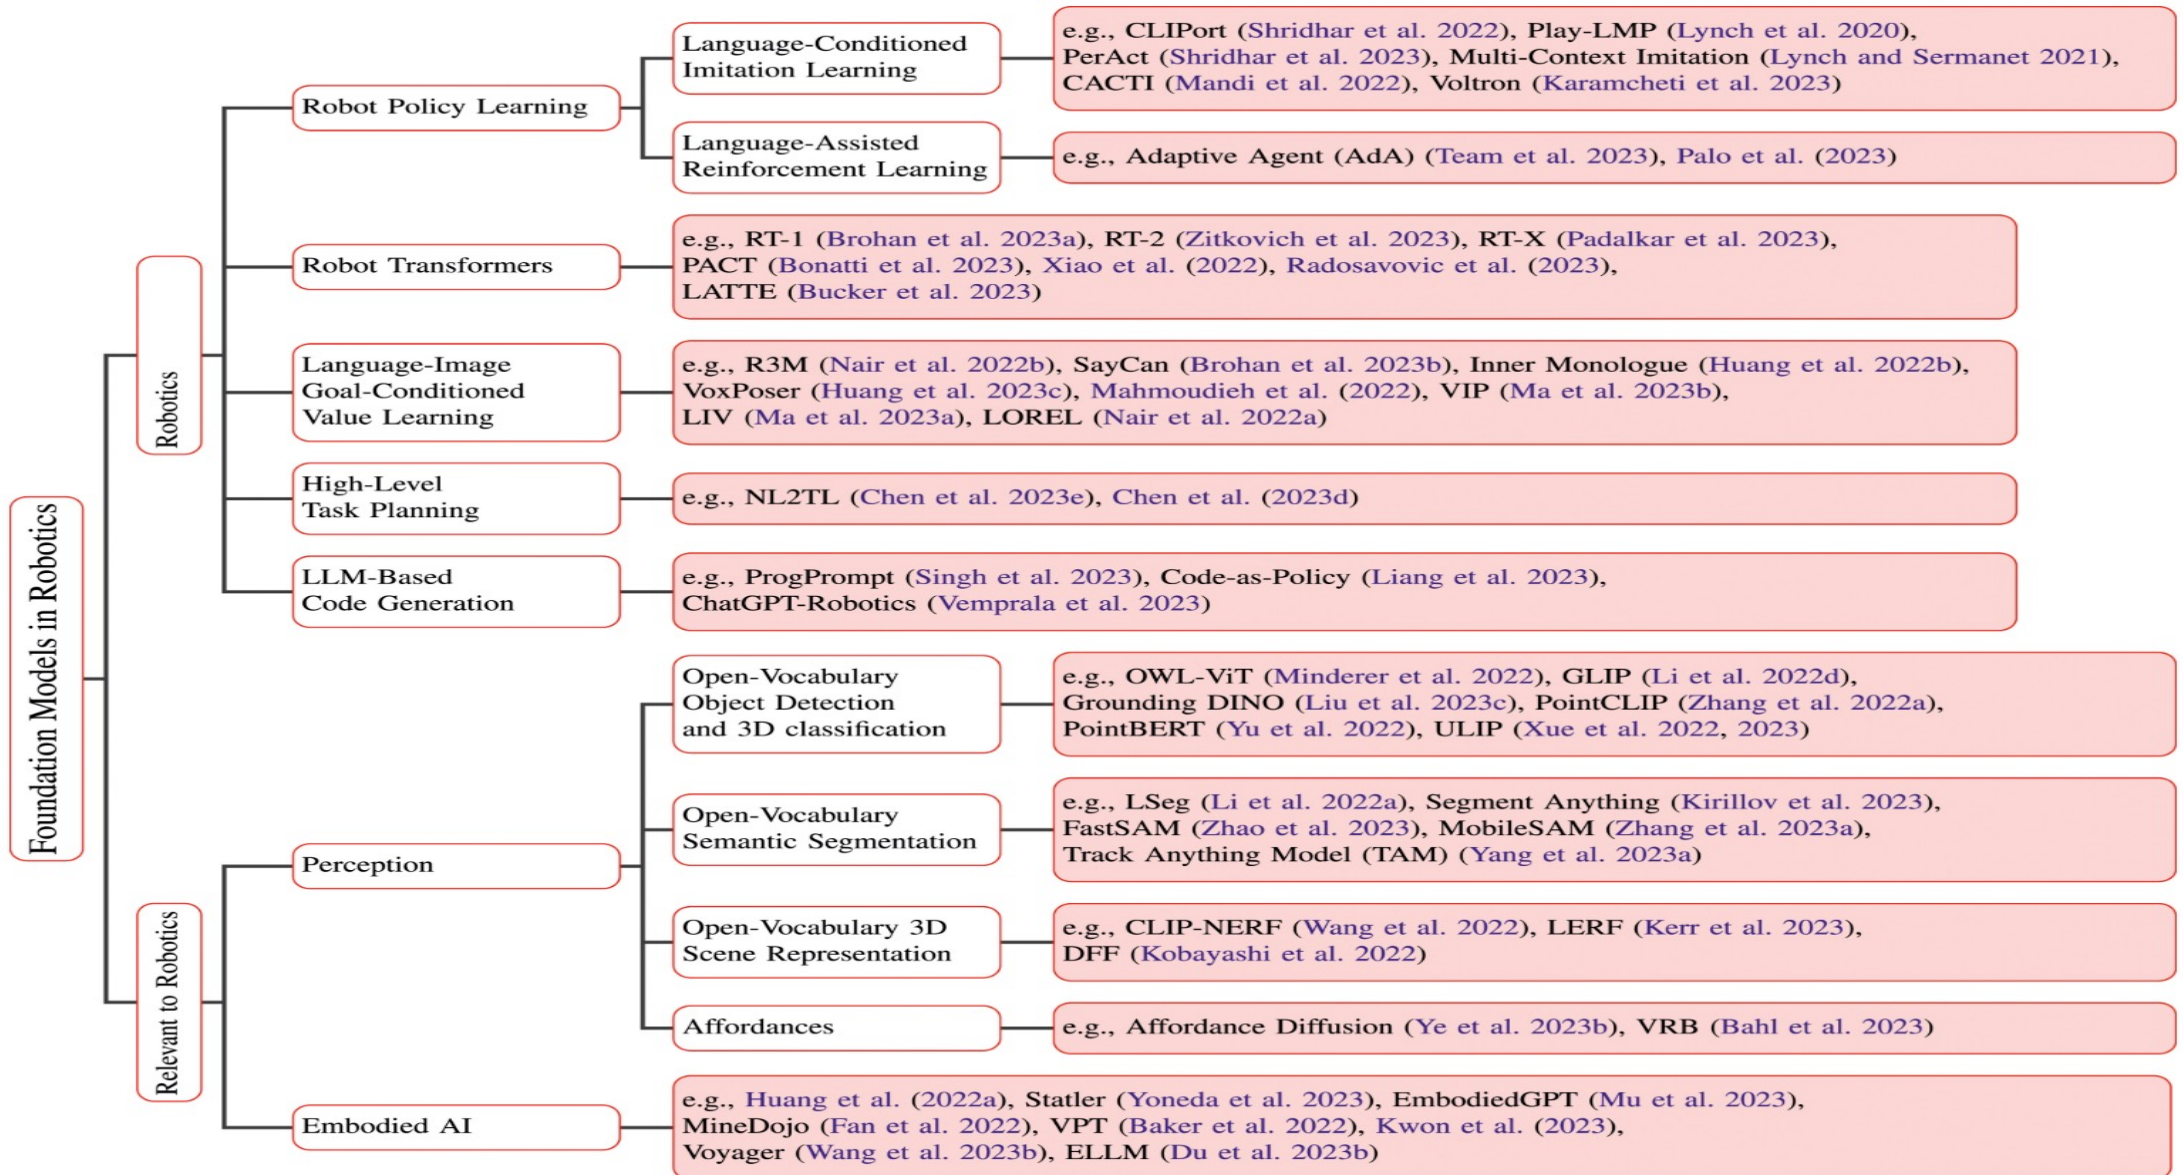 Foundation Models in Robotics
Robotics
Robot Policy Learning
Language-Conditioned
Imitation Learning
e.g., CLIPort (Shridhar et al. 2022), Play-LMP (Lynch et al. 2020),
PerAct (Shridhar et al. 2023), Multi-Context Imitation (Lynch and Sermanet 2021),
CACTI (Mandi et al. 2022), Voltron (Karamcheti et al. 2023)
Language-Assisted
Reinforcement Learning
e.g., Adaptive Agent (AdA) (Team et al. 2023), Palo et al. (2023)
Robot Transformers
e.g., RT-1 (Brohan et al. 2023a), RT-2 (Zitkovich et al. 2023), RT-X (Padalkar et al. 2023),
PACT (Bonatti et al. 2023), Xiao et al. (2022), Radosavovic et al. (2023),
LATTE (Bucker et al. 2023)
Language-Image
Goal-Conditioned
Value Learning
e.g., R3M (Nair et al. 2022b), SayCan (Brohan et al. 2023b), Inner Monologue (Huang et al. 2022b),
VoxPoser (Huang et al. 2023c), Mahmoudieh et al. (2022), VIP (Ma et al. 2023b),
LIV (Ma et al. 2023a), LOREL (Nair et al. 2022a)
High-Level
Task Planning
e.g., NL2TL (Chen et al. 2023e), Chen et al. (2023d)
LLM-Based
Code Generation
e.g., ProgPrompt (Singh et al. 2023), Code-as-Policy (Liang et al. 2023),
ChatGPT-Robotics (Vemprala et al. 2023)
Relevant to Robotics
Perception
Open-Vocabulary
Object Detection
and 3D classification
e.g., OWL-ViT (Minderer et al. 2022), GLIP (Li et al. 2022d),
Grounding DINO (Liu et al. 2023c), PointCLIP (Zhang et al. 2022a),
PointBERT (Yu et al. 2022), ULIP (Xue et al. 2022, 2023)
Open-Vocabulary
Semantic Segmentation
e.g., LSeg (Li et al. 2022a), Segment Anything (Kirillov et al. 2023),
FastSAM (Zhao et al. 2023), MobileSAM (Zhang et al. 2023a),
Track Anything Model (TAM) (Yang et al. 2023a)
Open-Vocabulary 3D
Scene Representation
e.g., CLIP-NERF (Wang et al. 2022), LERF (Kerr et al. 2023),
DFF (Kobayashi et al. 2022)
Affordances
e.g., Affordance Diffusion (Ye et al. 2023b), VRB (Bahl et al. 2023)
Embodied AI
e.g., Huang et al. (2022a), Statler (Yoneda et al. 2023), EmbodiedGPT (Mu et al. 2023),
MineDojo (Fan et al. 2022), VPT (Baker et al. 2022), Kwon et al. (2023),
Voyager (Wang et al. 2023b), ELLM (Du et al. 2023b)